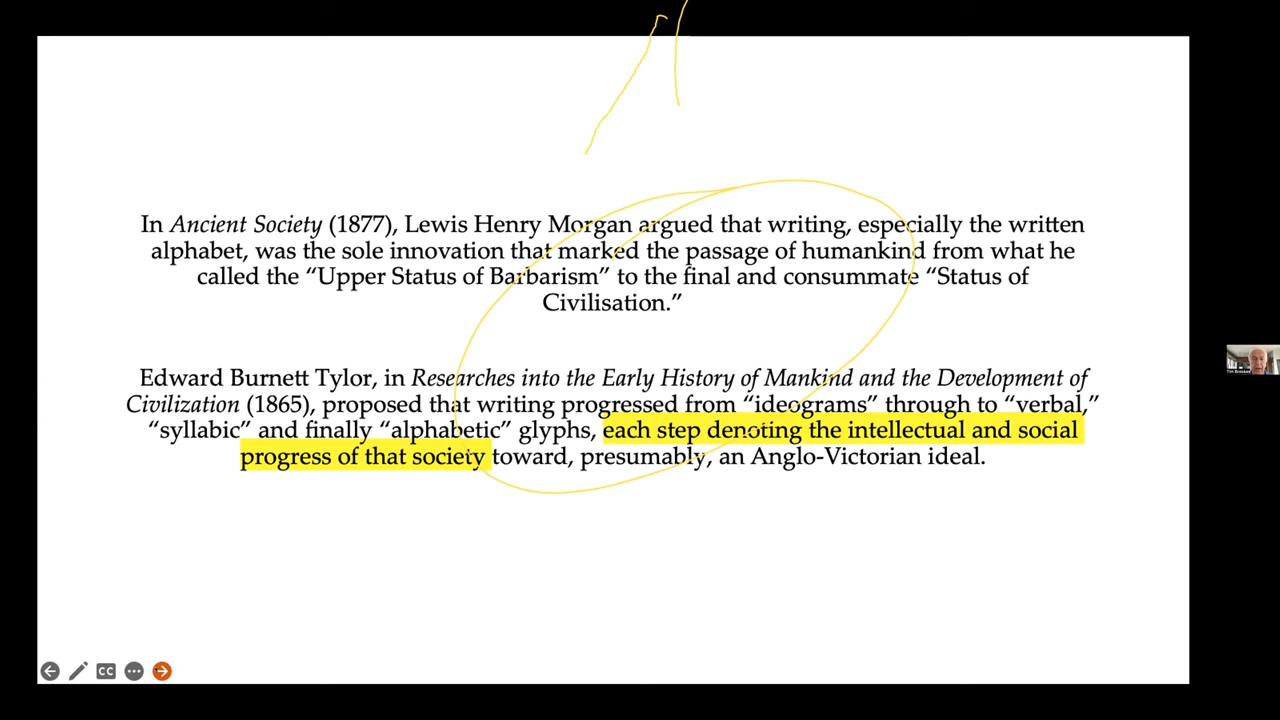 In Ancient Society (1877), Lewis Henry Morgan argued that writing, especially the written
alphabet, was the sole innovation that marked the passage of humankind from what he
called the “Upper Status of Barbarism” to the final and consummate “Status of
Civilisation.”
Edward Burnett Tylor, in Researches into the Early History of Mankind and the Development of
Civilization (1865), proposed that writing progressed from “ideograms” through to “verbal,”
“syllabic” and finally “alphabetic” glyphs, each step denoting the intellectual and social
progress of that society toward, presumably, an Anglo-Victorian ideal.
CC
Tim